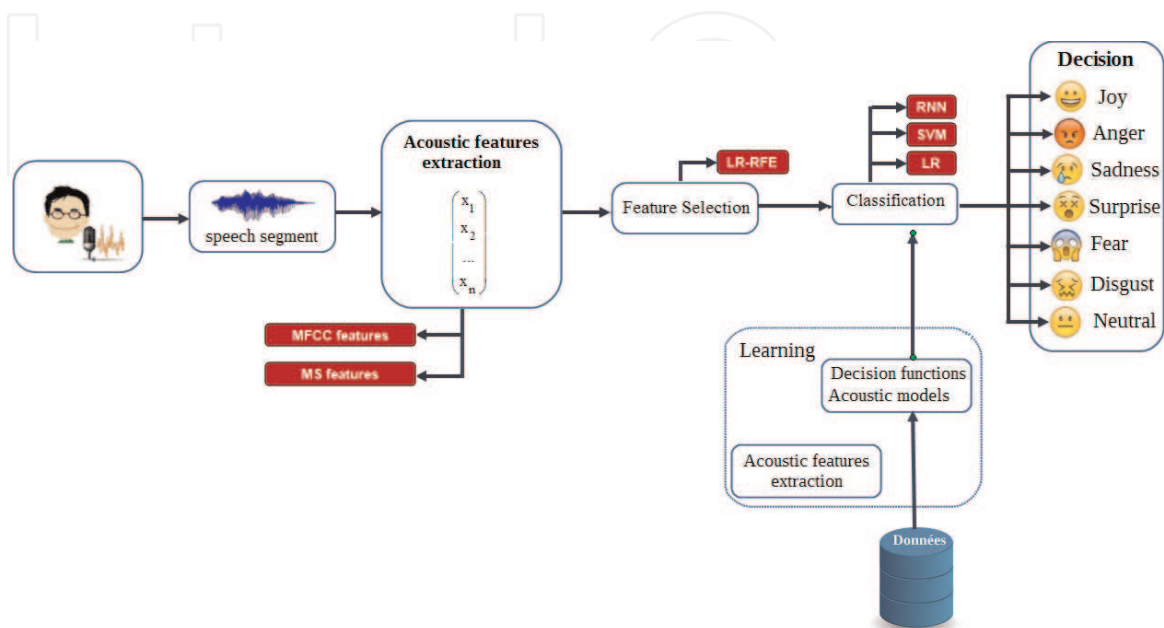 speech segment
Acoustic features
extraction
x1
x2
...
xn
MFCC features
MS features
LR-RFE
Feature Selection
RNN
SVM
LR
Classification
Decision
Joy
Anger
Sadness
Surprise
Fear
Disgust
Neutral
Learning
Decision functions
Acoustic models
Acoustic features
extraction
Données